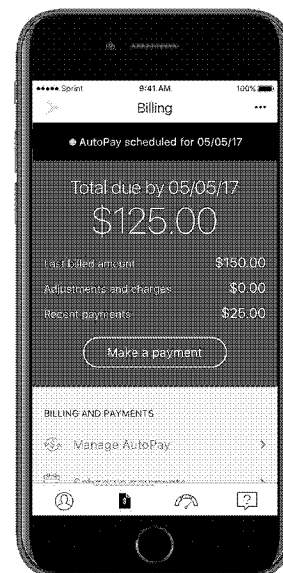 Sprint 9:41 AM 100%
Billing
AutoPay scheduled for 05/05/17
Total due by 05/05/17
$125.00
Last billed amount $150.00
Adjustments and charges $0.00
Recent payments $25.00
Make a payment
BILLING AND PAYMENTS
Manage AutoPay